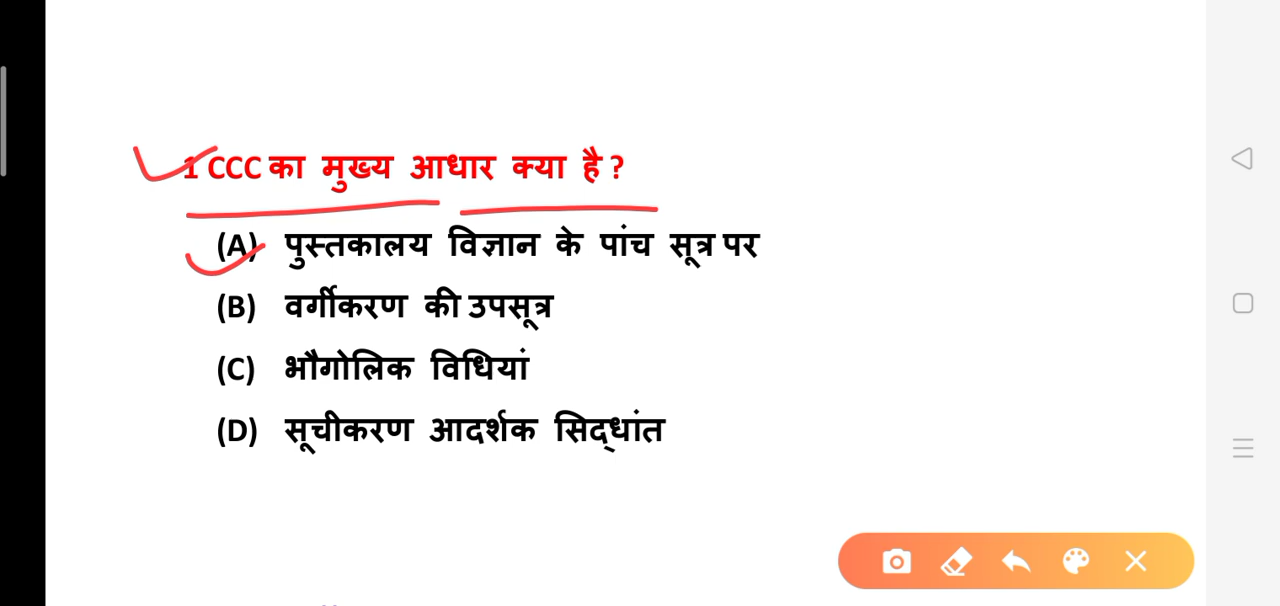 1 CCC का मुख्य आधार क्या है ?
(A) पुस्तकालय विज्ञान के पांच सूत्र पर
(B) वर्गीकरण की उपसूत्र
(C) भौगोलिक विधियां
(D) सूचीकरण आदर्शक सिद्धांत